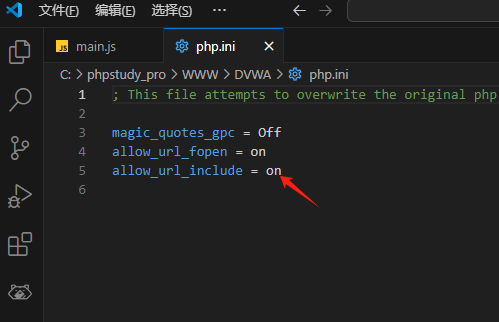 文件(F) 编辑(E) 选择(S) ...
JS main.js php.ini
C: > phpstudy_pro > WWW > DVWA > php.ini
1 ; This file attempts to overwrite the original php
2
3 magic_quotes_gpc = Off
4 allow_url_fopen = on
5 allow_url_include = on
6